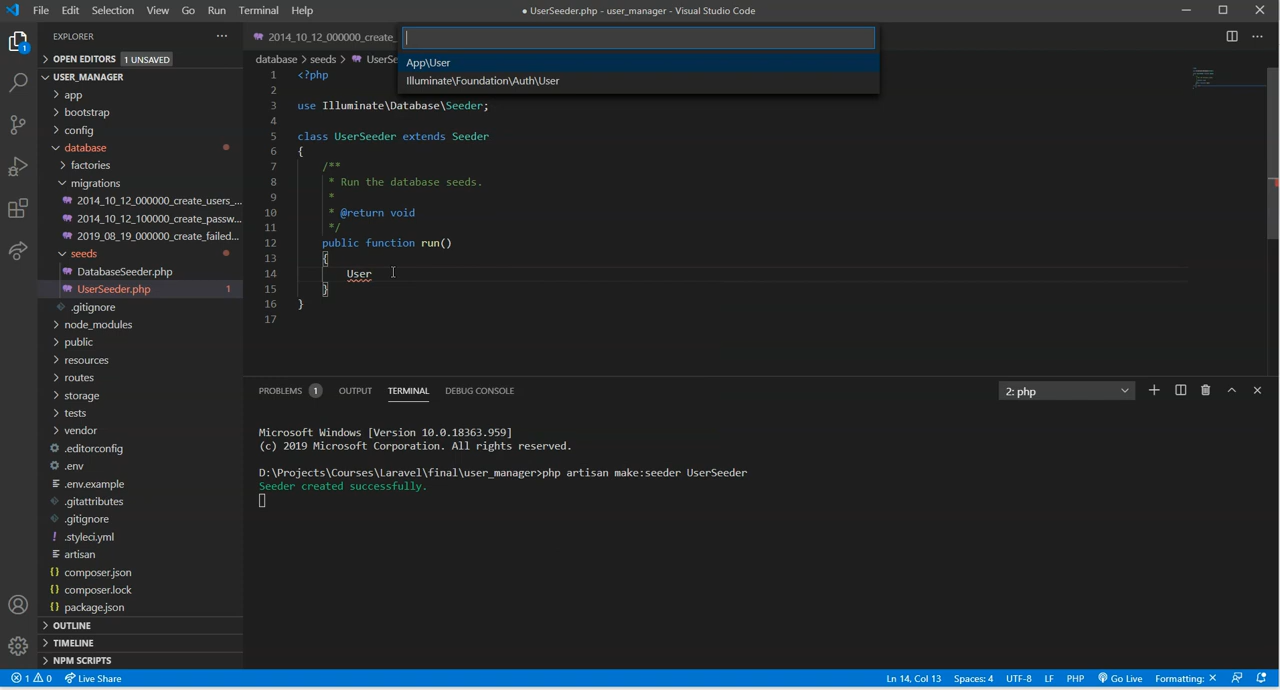 File Edit Selection View Go Run Terminal Help
● UserSeeder.php - user_manager - Visual Studio Code
EXPLORER
OPEN EDITORS 1 UNSAVED
USER_MANAGER
app
bootstrap
config
database
factories
migrations
2014_10_12_000000_create_users_...
2014_10_12_100000_create_passw...
2019_08_19_000000_create_failed...
seeds
DatabaseSeeder.php
UserSeeder.php 1
.gitignore
node_modules
public
resources
routes
storage
tests
vendor
.editorconfig
.env
.env.example
.gitattributes
.gitignore
.styleci.yml
artisan
composer.json
composer.lock
package.json
OUTLINE
TIMELINE
NPM SCRIPTS
1
2014_10_12_000000_create_
App\User
Illuminate\Foundation\Auth\User
database > seeds > UserSe
1 <?php
2
3 use Illuminate\Database\Seeder;
4
5 class UserSeeder extends Seeder
6 {
7 /**
8 * Run the database seeds.
9 *
10 * @return void
11 */
12 public function run()
13 {
14 User
15 }
16 }
17
PROBLEMS 1 OUTPUT TERMINAL DEBUG CONSOLE 2: php
Microsoft Windows [Version 10.0.18363.959]
(c) 2019 Microsoft Corporation. All rights reserved.
D:\Projects\Courses\Laravel\final\user_manager>php artisan make:seeder UserSeeder
Seeder created successfully.
1 0 Live Share Ln 14, Col 13 Spaces: 4 UTF-8 LF PHP Go Live Formatting: ×